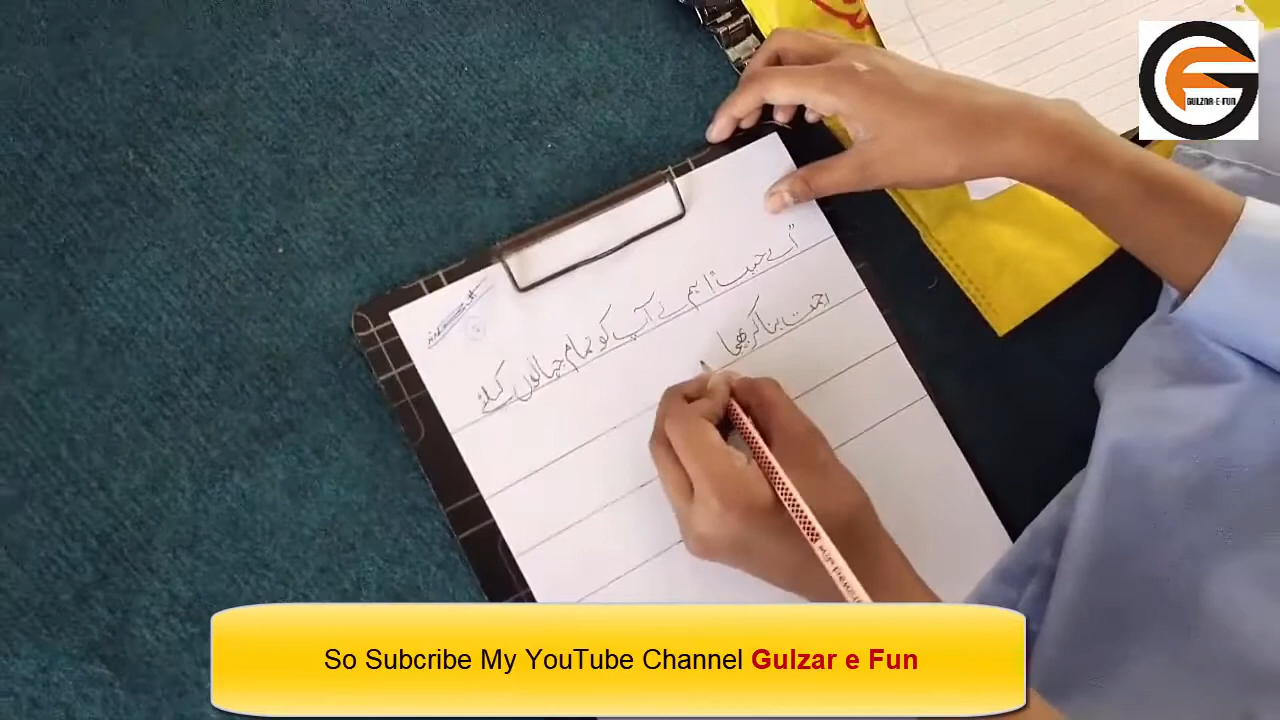 "اے حبیب"! ہم نے آپ کو تمام جہانوں کیلئے
رحمت بنا کر بھیجا
GULZAR-E-FUN
So Subcribe My YouTube Channel Gulzar e Fun